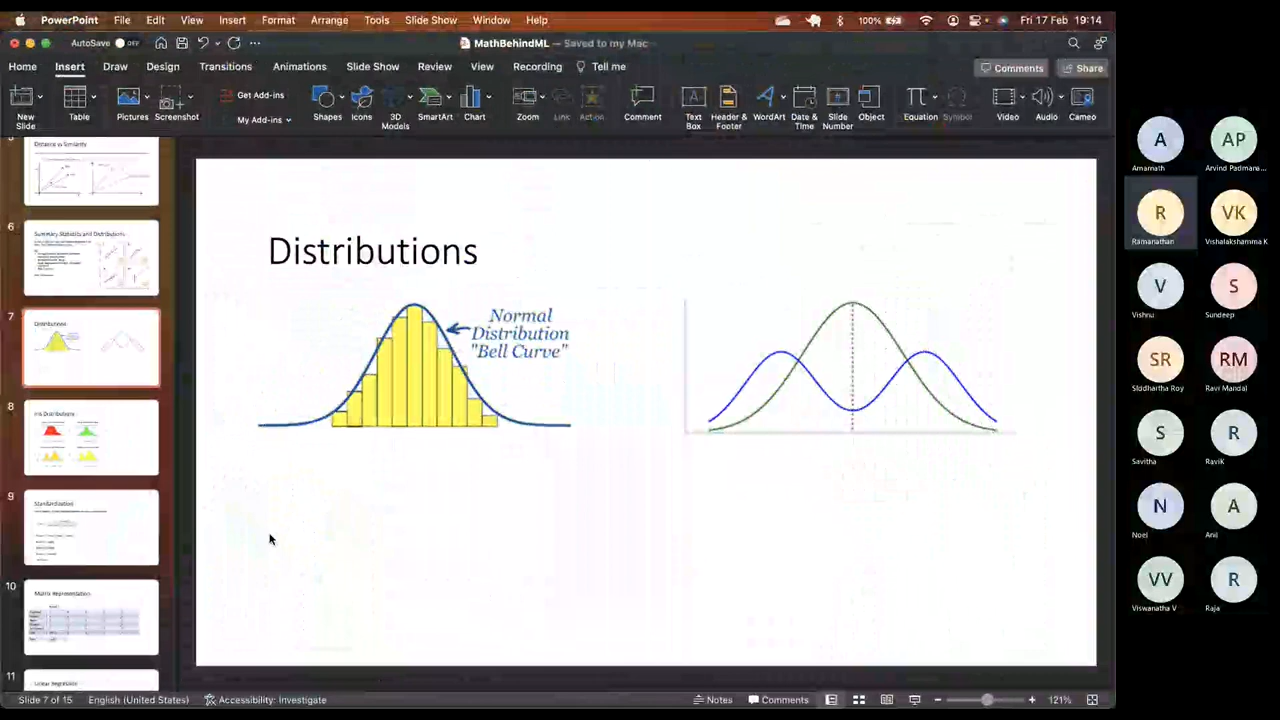 PowerPoint File Edit View Insert Format Arrange Tools Slide Show Window Help 100% Fri 17 Feb 19:14
AutoSave OFF MathBehindML — Saved to my Mac
Home Insert Draw Design Transitions Animations Slide Show Review View Recording Tell me Comments Share
New Slide Table Pictures Screenshot Get Add-ins My Add-ins Shapes Icons 3D Models SmartArt Chart Zoom Link Action Comment Text Box Header & Footer WordArt Date & Time Slide Number Object Equation Symbol Video Audio Cameo
Distance vs Similarity
6
Summary Statistics and Distributions
7
Distributions
8
Iris Distributions
9
Standardization
10
Matrix Representation
11
Linear Regression
Distributions
Normal
Distribution
"Bell Curve"
A AP
Amarnath Arvind Padmana...
R VK
Ramanathan Vishalakshamma K
V S
Vishnu Sundeep
SR RM
Siddhartha Roy Ravi Mandal
S R
Savitha RaviK
N A
Noel Anil
VV R
Viswanatha V Raja
Slide 7 of 15 English (United States) Accessibility: Investigate Notes Comments 121%